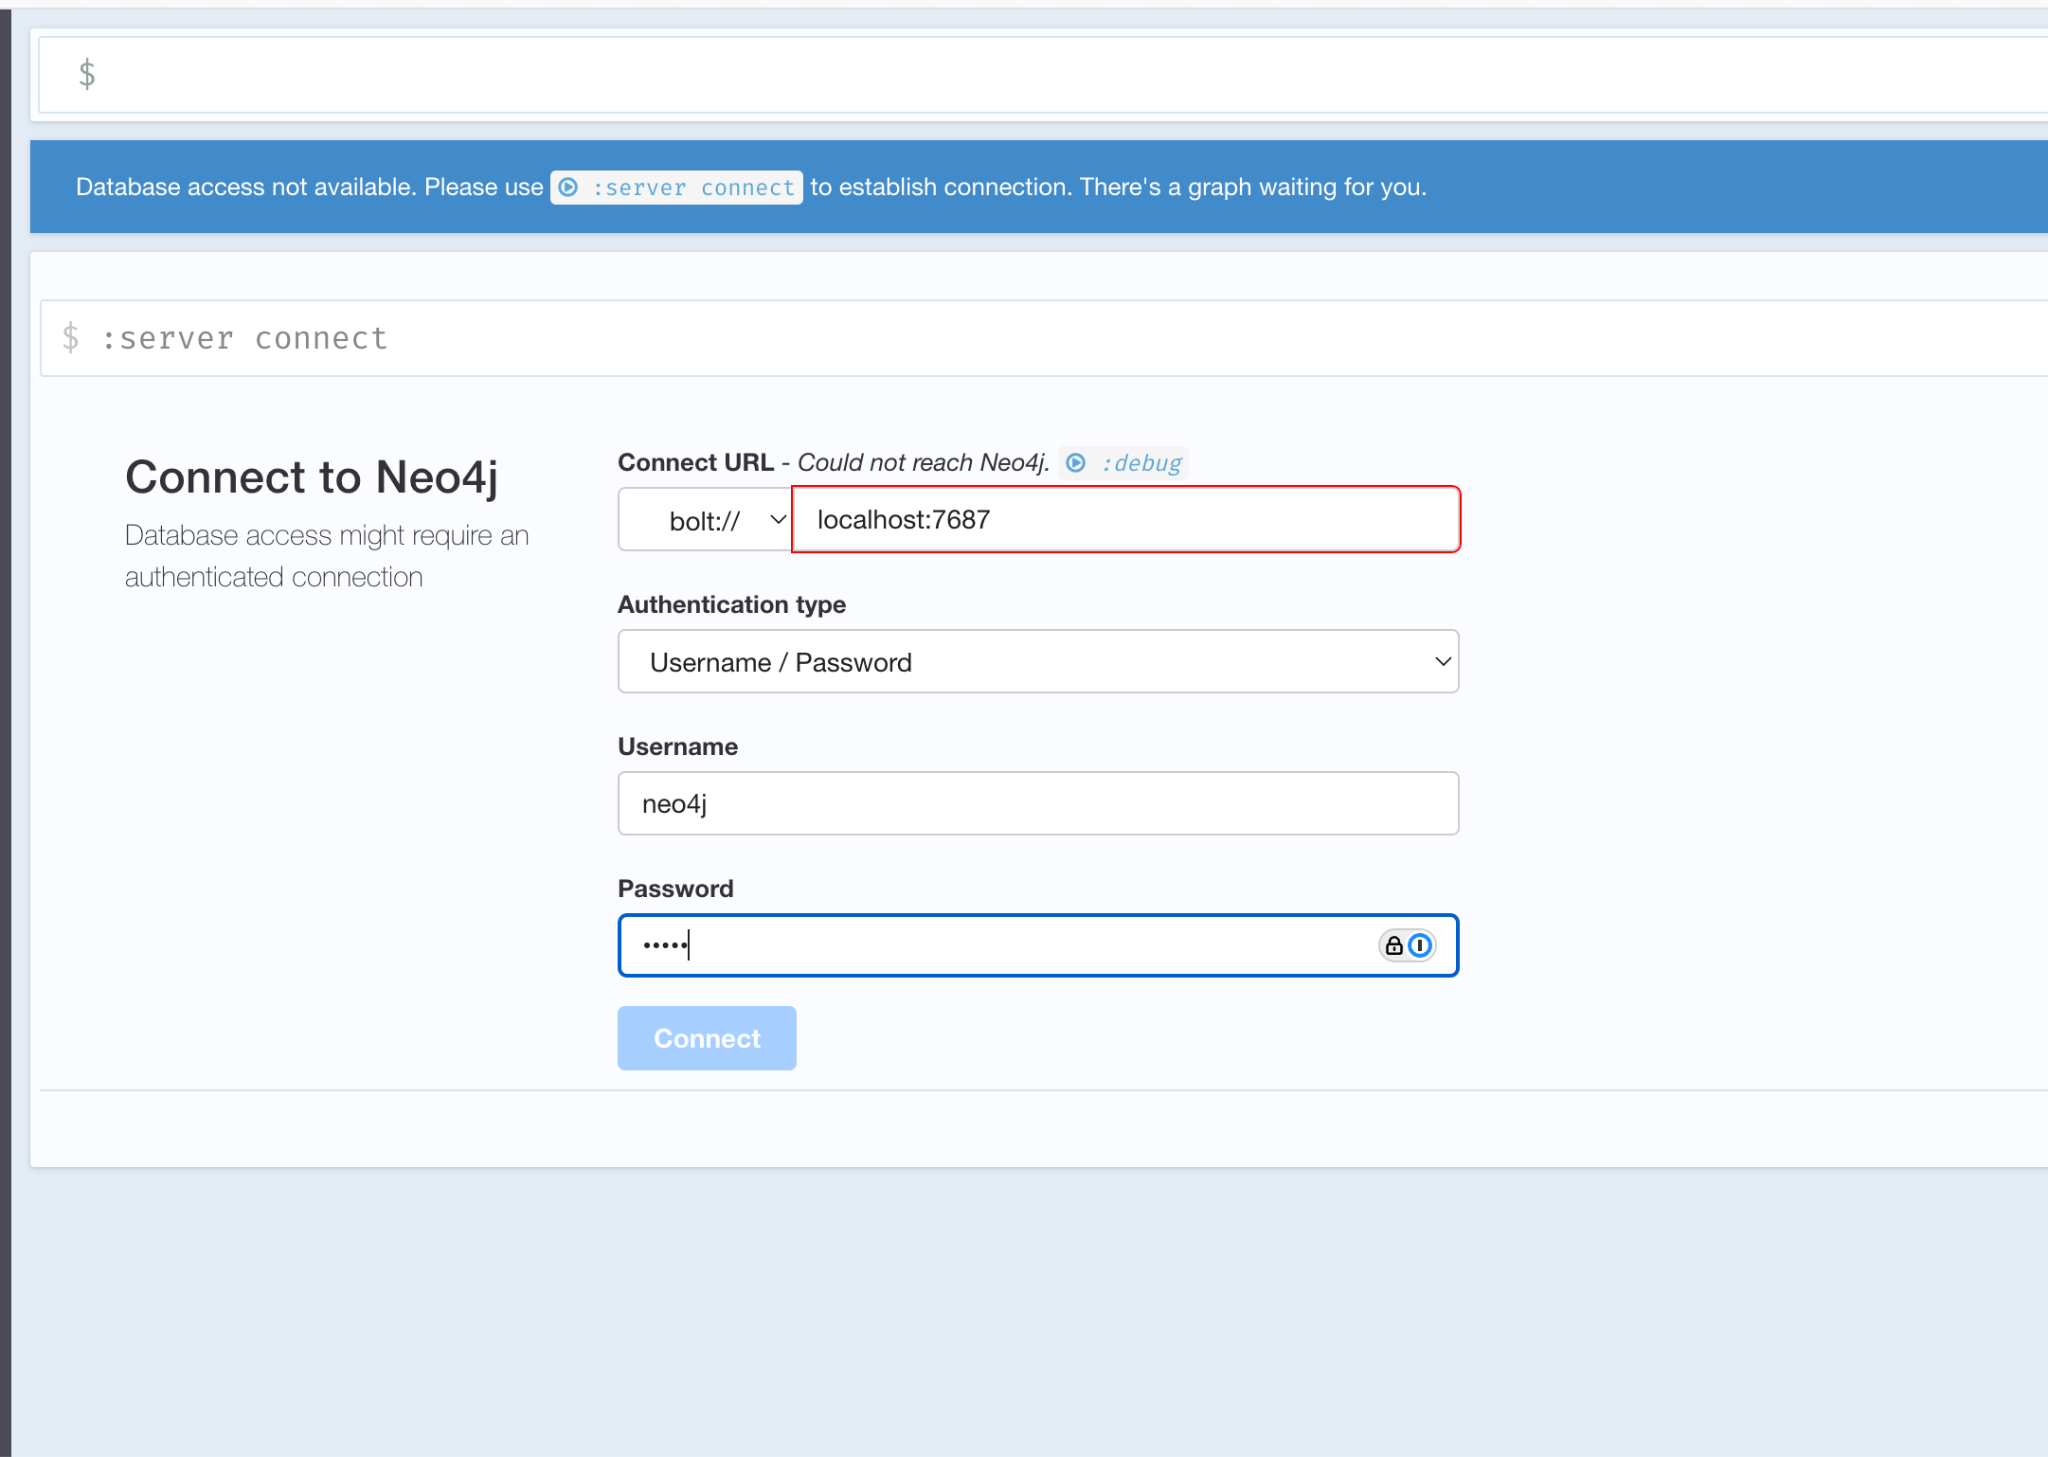 $
Database access not available. Please use :server connect to establish connection. There's a graph waiting for you.
$ :server connect
Connect to Neo4j
Database access might require an
authenticated connection
Connect URL - Could not reach Neo4j. :debug
bolt:// localhost:7687
Authentication type
Username / Password
Username
neo4j
Password
•••••
Connect